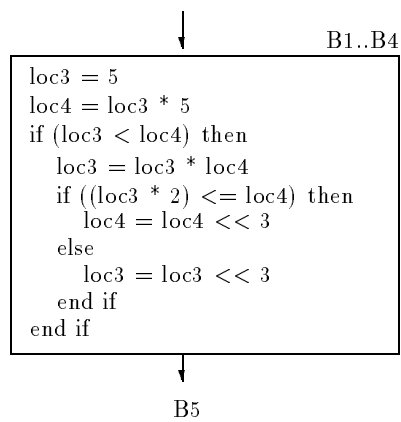 B1..B4
loc3 = 5
loc4 = loc3 * 5
if (loc3 < loc4) then
loc3 = loc3 * loc4
if ((loc3 * 2) <= loc4) then
loc4 = loc4 << 3
else
loc3 = loc3 << 3
end if
end if
B5